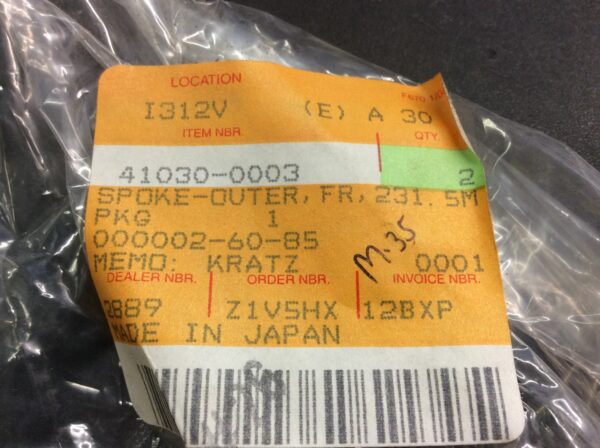 LOCATION
I312V (E) A 30
ITEM NBR. QTY.
41030-0003 2
SPOKE-OUTER, FR, 231.5M
PKG 1
000002-60-85
M-35
MEMO: KRATZ 0001
DEALER NBR. ORDER NBR. INVOICE NBR.
2889 Z1V5HX 12BXP
MADE IN JAPAN